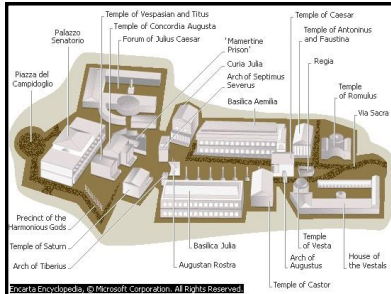 Temple of Vespasian and Titus
Temple of Concordia Augusta
Forum of Julius Caesar
Palazzo
Senatorio
Piazza del
Campidoglio
'Mamertine
Prison'
Curia Julia
Arch of Septimus
Severus
Basilica Aemilia
Temple of Caesar
Temple of Antoninus
and Faustina
Regia
Temple
of Romulus
Via Sacra
Precinct of the
Harmonious Gods
Temple of Saturn
Arch of Tiberius
Basilica Julia
Augustan Rostra
Temple
of Vesta
Arch of
Augustus
House of
the Vestals
Temple of Castor
Encarta Encyclopedia, © Microsoft Corporation. All Rights Reserved.